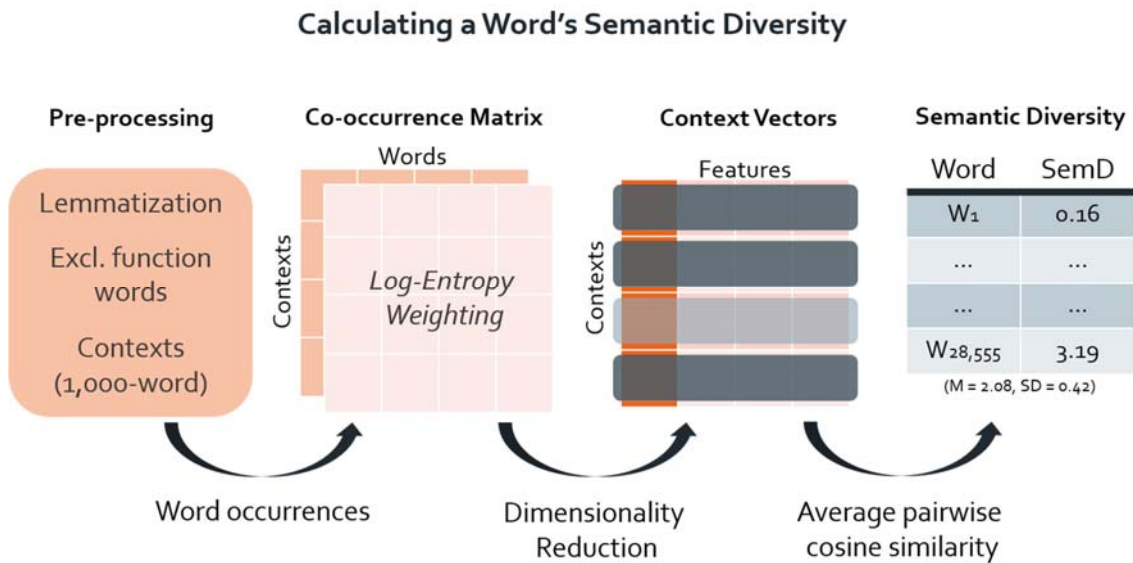 Calculating a Word's Semantic Diversity
Pre-processing
Lemmatization
Excl. function
words
Contexts
(1,000-word)
Word occurrences
Co-occurrence Matrix
Words
Contexts
Log-Entropy
Weighting
Dimensionality
Reduction
Context Vectors
Features
Contexts
Average pairwise
cosine similarity
Semantic Diversity
Word SemD
W1 0.16
... ...
... ...
W28,555 3.19
(M = 2.08, SD = 0.42)